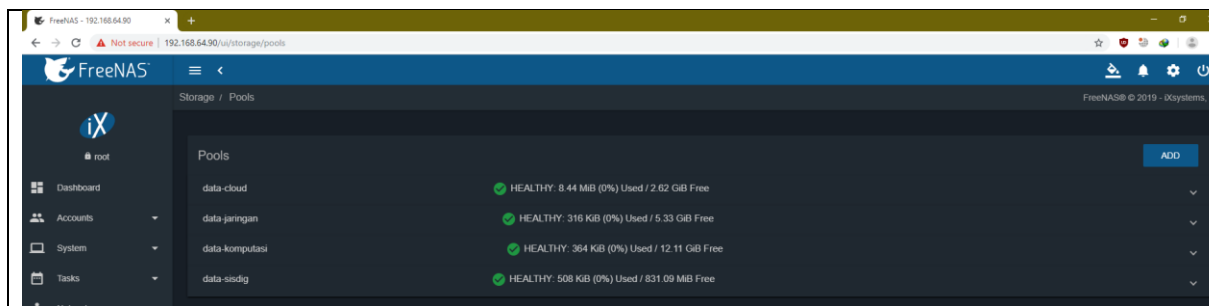 FreeNAS - 192.168.64.90
Not secure | 192.168.64.90/ui/storage/pools
FreeNAS
Storage / Pools
FreeNAS® © 2019 - iXsystems,
iX
root
Pools
ADD
Dashboard
data-cloud HEALTHY: 8.44 MiB (0%) Used / 2.62 GiB Free
Accounts
data-jaringan HEALTHY: 316 KiB (0%) Used / 5.33 GiB Free
System
data-komputasi HEALTHY: 364 KiB (0%) Used / 12.11 GiB Free
Tasks
data-sisdig HEALTHY: 508 KiB (0%) Used / 831.09 MiB Free